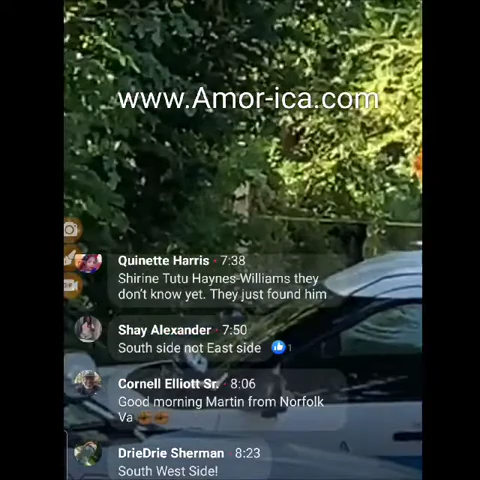 www.Amor-ica.com
Quinette Harris · 7:38
Shirine Tutu Haynes-Williams they
don't know yet. They just found him
Shay Alexander · 7:50
South side not East side 1
Cornell Elliott Sr. · 8:06
Good morning Martin from Norfolk
Va
DrieDrie Sherman 8:23
South West Side!